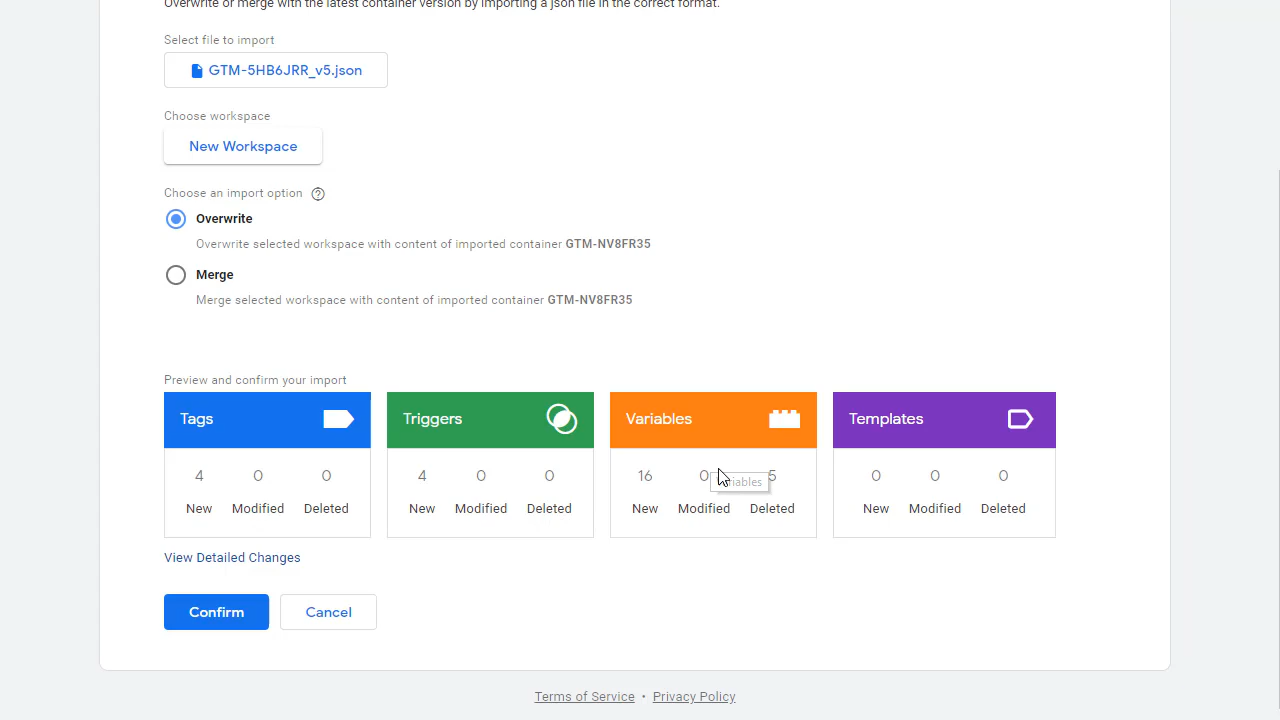 Overwrite or merge with the latest container version by importing a json file in the correct format.
Select file to import
GTM-5HB6JRR_v5.json
Choose workspace
New Workspace
Choose an import option
Overwrite
Overwrite selected workspace with content of imported container GTM-NV8FR35
Merge
Merge selected workspace with content of imported container GTM-NV8FR35
Preview and confirm your import
Tags Triggers Variables Templates
4 0 0 4 0 0 16 0 5 0 0 0
New Modified Deleted New Modified Deleted New Modified Deleted New Modified Deleted
View Detailed Changes
Confirm Cancel
Terms of Service • Privacy Policy